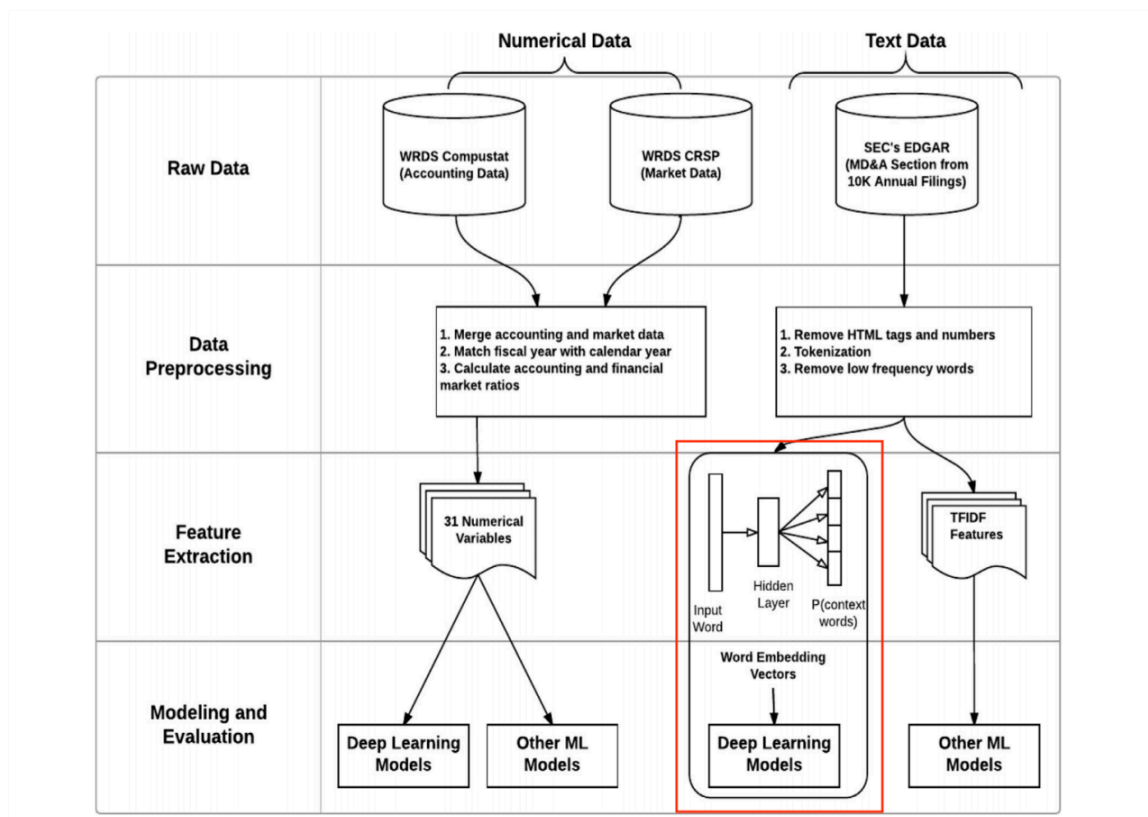 Numerical Data
Text Data
Raw Data
WRDS Compustat
(Accounting Data)
WRDS CRSP
(Market Data)
SEC's EDGAR
(MD&A Section from
10K Annual Filings)
Data
Preprocessing
1. Merge accounting and market data
2. Match fiscal year with calendar year
3. Calculate accounting and financial
market ratios
1. Remove HTML tags and numbers
2. Tokenization
3. Remove low frequency words
Feature
Extraction
31 Numerical
Variables
Input
Word
Hidden
Layer
P(context
words)
TFIDF
Features
Modeling and
Evaluation
Deep Learning
Models
Other ML
Models
Word Embedding
Vectors
Deep Learning
Models
Other ML
Models